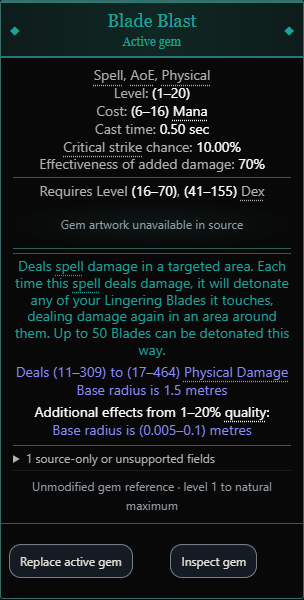 Blade Blast
Active gem
Spell, AoE, Physical
Level: (1–20)
Cost: (6–16) Mana
Cast time: 0.50 sec
Critical strike chance: 10.00%
Effectiveness of added damage: 70%
Requires Level (16–70), (41–155) Dex
Gem artwork unavailable in source
Deals spell damage in a targeted area. Each
time this spell deals damage, it will detonate
any of your Lingering Blades it touches,
dealing damage again in an area around
them. Up to 50 Blades can be detonated this
way.
Deals (11–309) to (17–464) Physical Damage
Base radius is 1.5 metres
Additional effects from 1–20% quality:
Base radius is (0.005–0.1) metres
▶ 1 source-only or unsupported fields
Unmodified gem reference · level 1 to natural
maximum
Replace active gem
Inspect gem